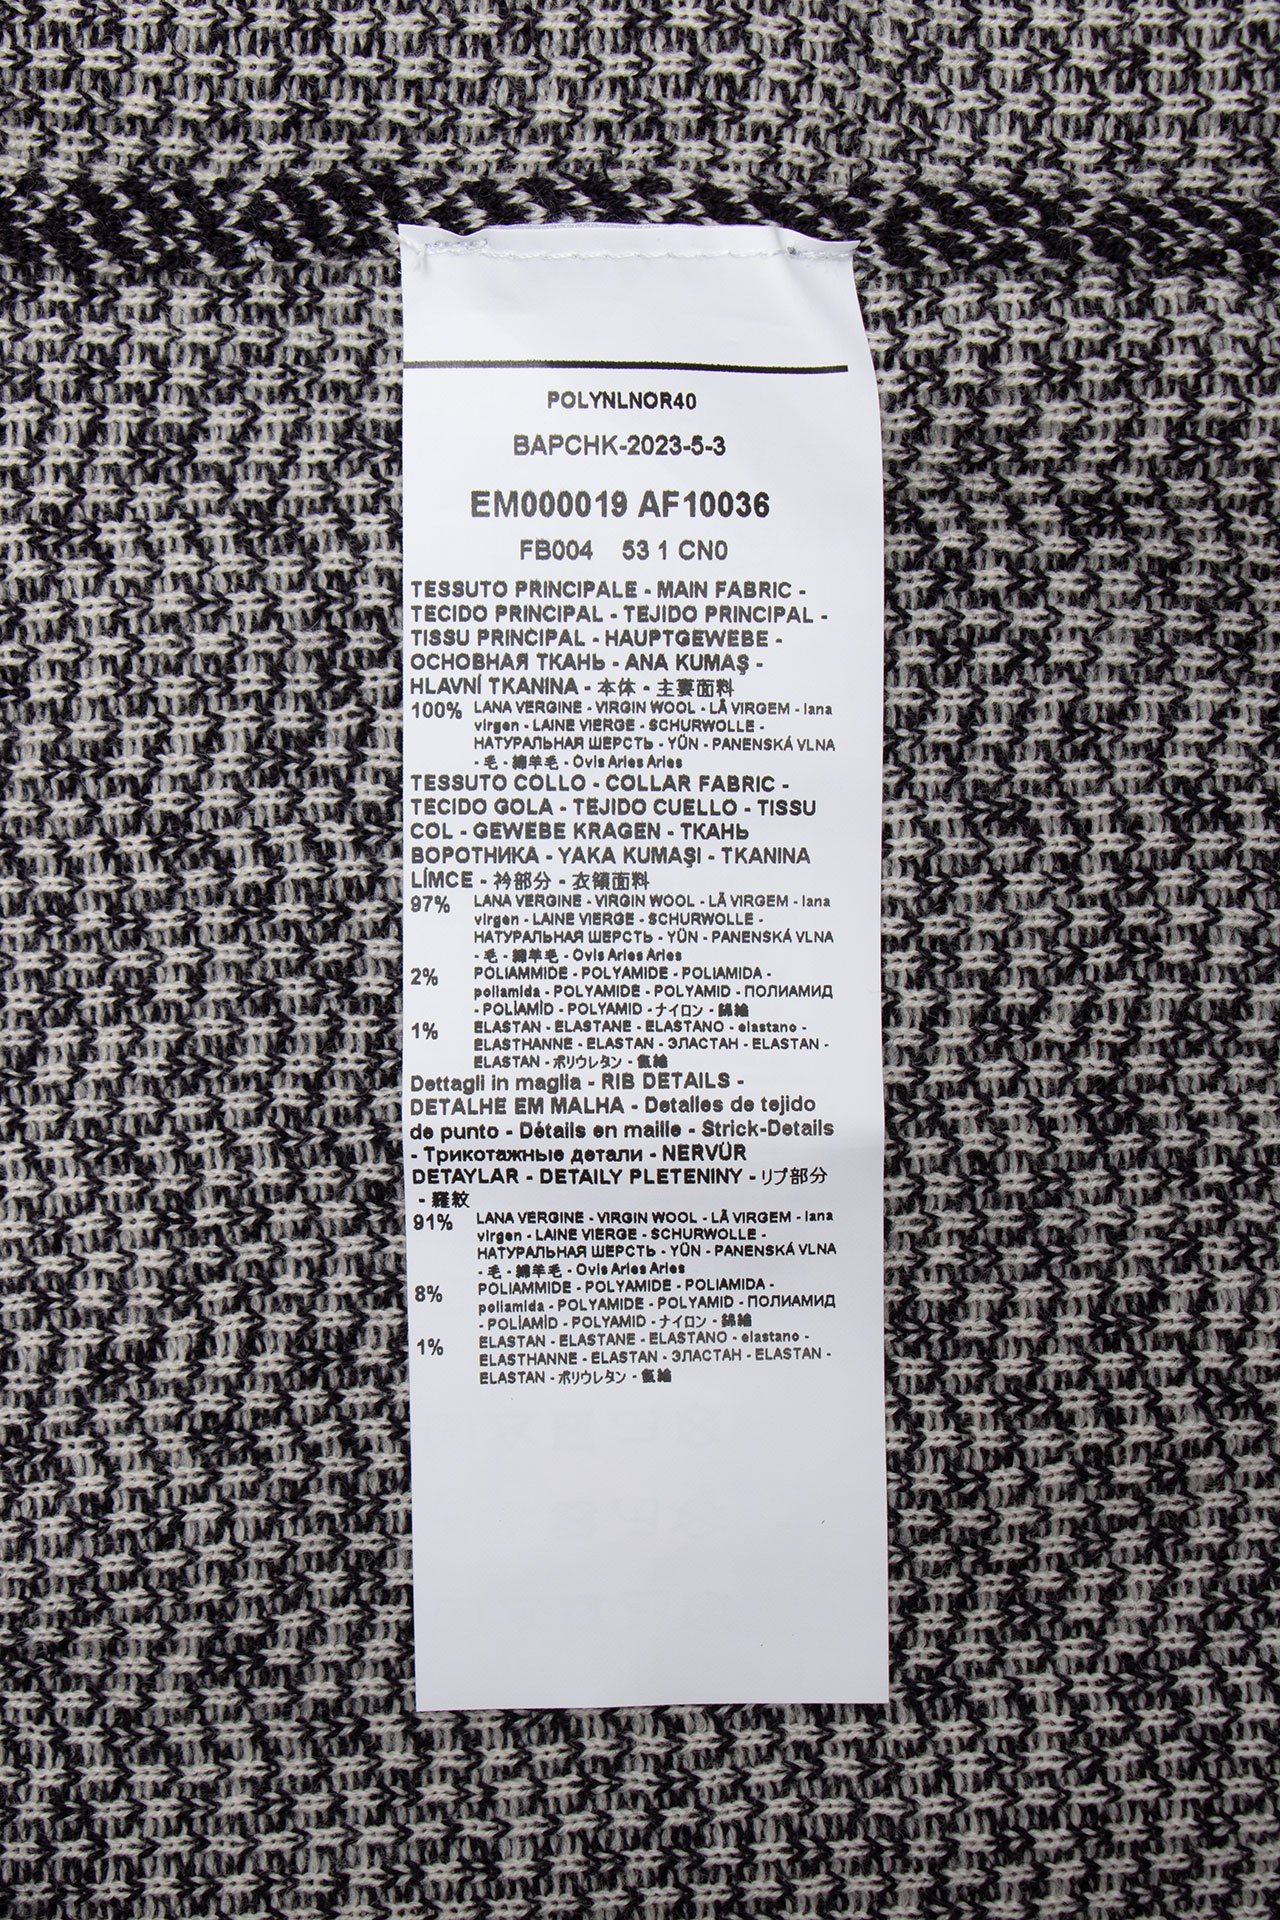 POLYNLNOR40
BAPCHK-2023-5-3
EM000019 AF10036
FB004 53 1 CN0
TESSUTO PRINCIPALE - MAIN FABRIC -
TECIDO PRINCIPAL - TEJIDO PRINCIPAL -
TISSU PRINCIPAL - HAUPTGEWEBE -
ОСНОВНАЯ ТКАНЬ - ANA KUMAŞ -
HLAVNÍ TKANINA - 本体 - 主要面料
100% LANA VERGINE - VIRGIN WOOL - LÃ VIRGEM - lana
virgen - LAINE VIERGE - SCHURWOLLE -
НАТУРАЛЬНАЯ ШЕРСТЬ - YÜN - PANENSKÁ VLNA
- 毛 - 綿羊毛 - Ovis Aries Aries
TESSUTO COLLO - COLLAR FABRIC -
TECIDO GOLA - TEJIDO CUELLO - TISSU
COL - GEWEBE KRAGEN - ТКАНЬ
ВОРОТНИКА - YAKA KUMAŞI - TKANINA
LÍMCE - 衿部分 - 衣領面料
97% LANA VERGINE - VIRGIN WOOL - LÃ VIRGEM - lana
virgen - LAINE VIERGE - SCHURWOLLE -
НАТУРАЛЬНАЯ ШЕРСТЬ - YÜN - PANENSKÁ VLNA
- 毛 - 綿羊毛 - Ovis Aries Aries
2% POLIAMMIDE - POLYAMIDE - POLIAMIDA -
poliamida - POLYAMIDE - POLYAMID - ПОЛИАМИД
- POLİAMİD - POLYAMID - ナイロン - 錦綸
1% ELASTAN - ELASTANE - ELASTANO - elastano -
ELASTHANNE - ELASTAN - ЭЛАСТАН - ELASTAN -
ELASTAN - ポリウレタン - 氨綸
Dettagli in maglia - RIB DETAILS -
DETALHE EM MALHA - Detalles de tejido
de punto - Détails en maille - Strick-Details
- Трикотажные детали - NERVÜR
DETAYLAR - DETAILY PLETENINY - リブ部分
- 羅紋
91% LANA VERGINE - VIRGIN WOOL - LÃ VIRGEM - lana
virgen - LAINE VIERGE - SCHURWOLLE -
НАТУРАЛЬНАЯ ШЕРСТЬ - YÜN - PANENSKÁ VLNA
- 毛 - 綿羊毛 - Ovis Aries Aries
8% POLIAMMIDE - POLYAMIDE - POLIAMIDA -
poliamida - POLYAMIDE - POLYAMID - ПОЛИАМИД
- POLİAMİD - POLYAMID - ナイロン - 錦綸
1% ELASTAN - ELASTANE - ELASTANO - elastano -
ELASTHANNE - ELASTAN - ЭЛАСТАН - ELASTAN -
ELASTAN - ポリウレタン - 氨綸